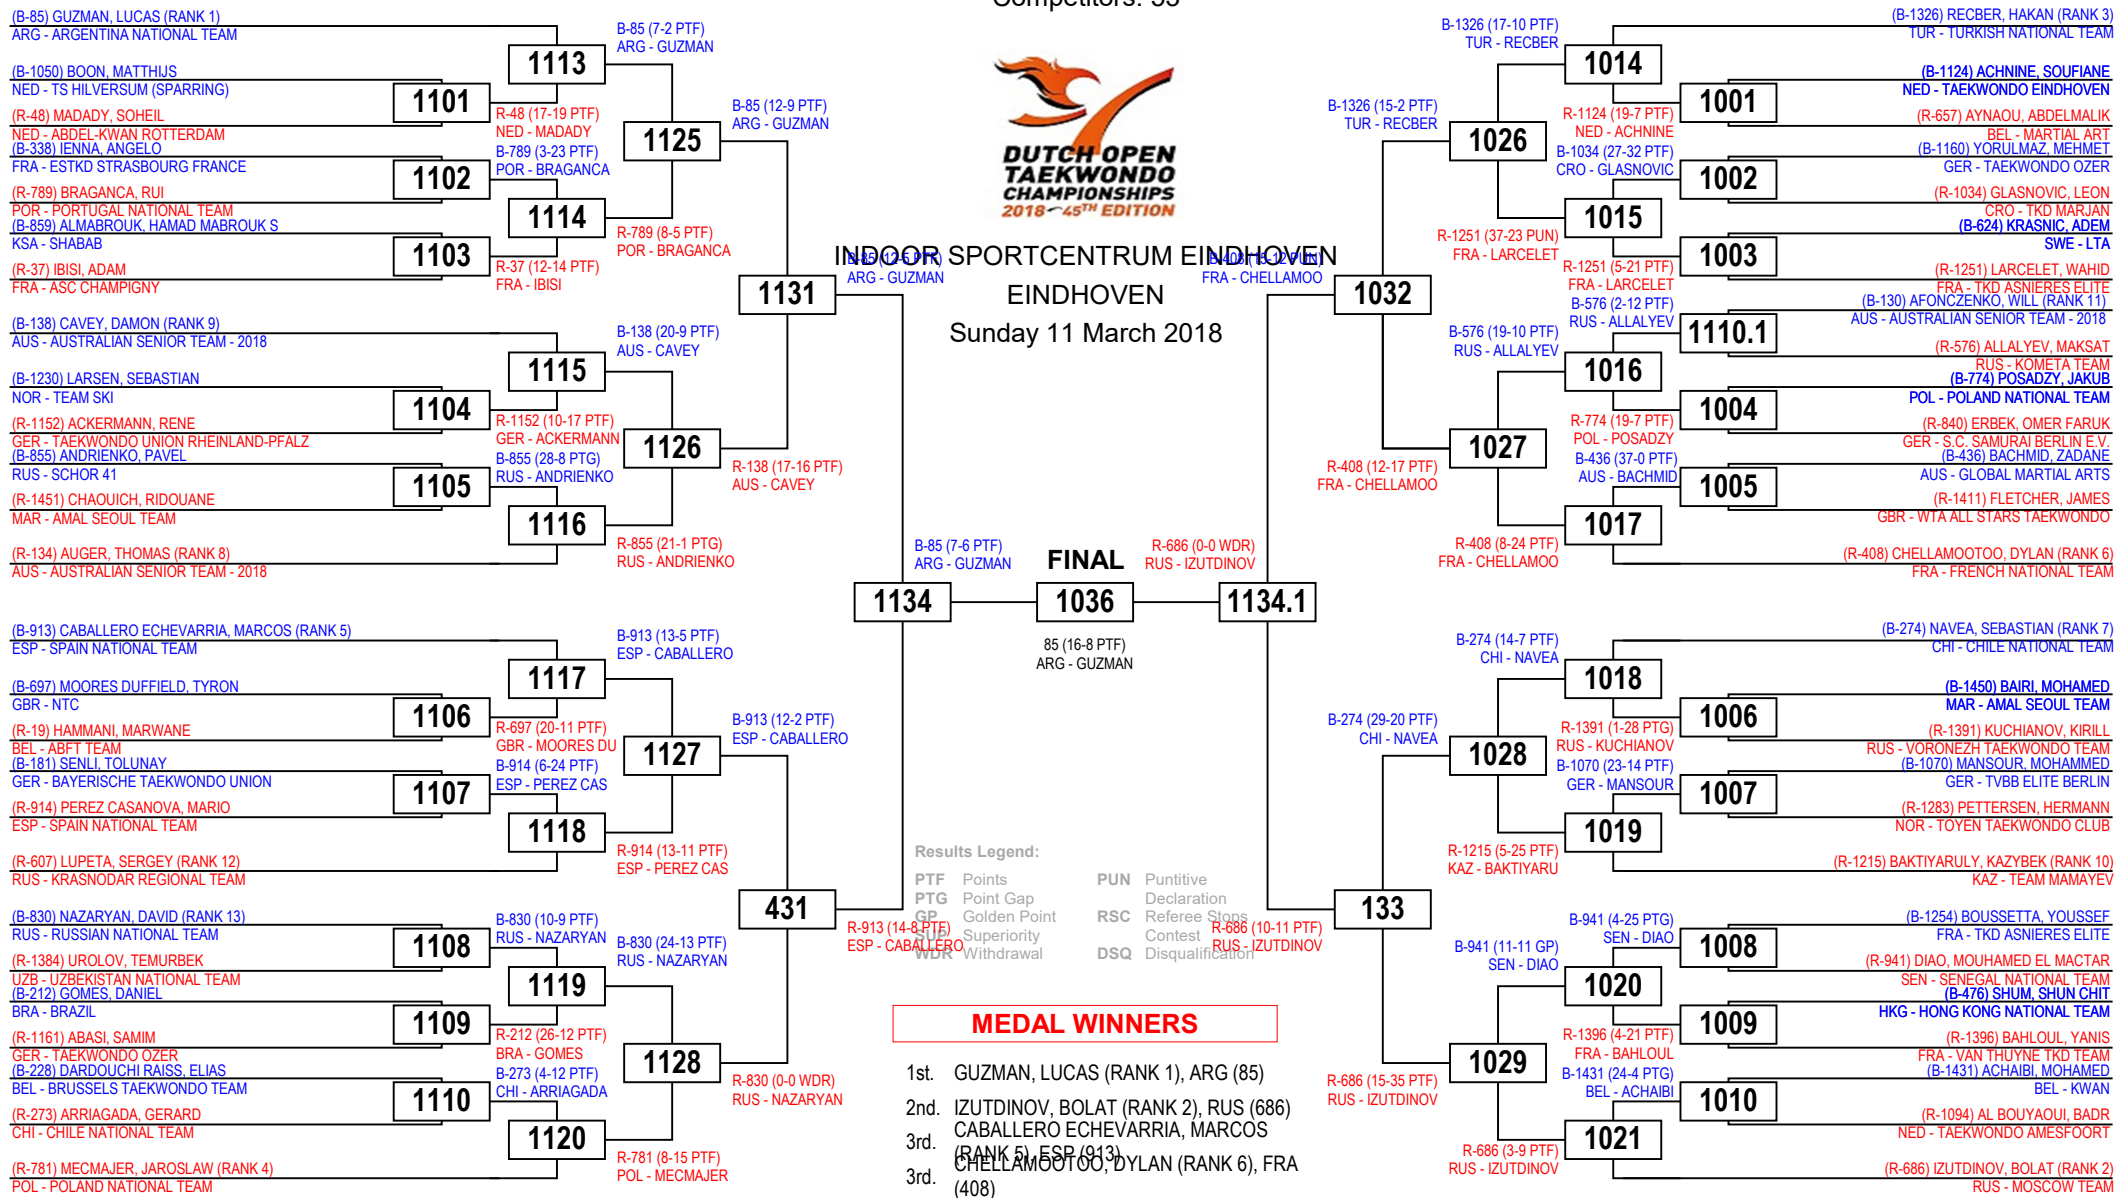 Competitors: 53
(B-85) GUZMAN, LUCAS (RANK 1)
ARG - ARGENTINA NATIONAL TEAM
(B-1050) BOON, MATTHIJS
NED - TS HILVERSUM (SPARRING)
(R-48) MADADY, SOHEIL
NED - ABDEL-KWAN ROTTERDAM
(B-338) IENNA, ANGELO
FRA - ESTKD STRASBOURG FRANCE
(R-789) BRAGANCA, RUI
POR - PORTUGAL NATIONAL TEAM
(B-859) ALMABROUK, HAMAD MABROUK S
KSA - SHABAB
(R-37) IBISI, ADAM
FRA - ASC CHAMPIGNY
(B-138) CAVEY, DAMON (RANK 9)
AUS - AUSTRALIAN SENIOR TEAM - 2018
(B-1230) LARSEN, SEBASTIAN
NOR - TEAM SKI
(R-1152) ACKERMANN, RENE
GER - TAEKWONDO UNION RHEINLAND-PFALZ
(B-855) ANDRIENKO, PAVEL
RUS - SCHOR 41
(R-1451) CHAOUICH, RIDOUANE
MAR - AMAL SEOUL TEAM
(R-134) AUGER, THOMAS (RANK 8)
AUS - AUSTRALIAN SENIOR TEAM - 2018
(B-913) CABALLERO ECHEVARRIA, MARCOS (RANK 5)
ESP - SPAIN NATIONAL TEAM
(B-697) MOORES DUFFIELD, TYRON
GBR - NTC
(R-19) HAMMANI, MARWANE
BEL - ABFT TEAM
(B-181) SENLI, TOLUNAY
GER - BAYERISCHE TAEKWONDO UNION
(R-914) PEREZ CASANOVA, MARIO
ESP - SPAIN NATIONAL TEAM
(R-607) LUPETA, SERGEY (RANK 12)
RUS - KRASNODAR REGIONAL TEAM
(B-830) NAZARYAN, DAVID (RANK 13)
RUS - RUSSIAN NATIONAL TEAM
(R-1384) UROLOV, TEMURBEK
UZB - UZBEKISTAN NATIONAL TEAM
(B-212) GOMES, DANIEL
BRA - BRAZIL
(R-1161) ABASI, SAMIM
GER - TAEKWONDO OZER
(B-228) DARDOUCHI RAISS, ELIAS
BEL - BRUSSELS TAEKWONDO TEAM
(R-273) ARRIAGADA, GERARD
CHI - CHILE NATIONAL TEAM
(R-781) MECMAJER, JAROSLAW (RANK 4)
POL - POLAND NATIONAL TEAM
1101
1102
1103
1104
1105
1106
1107
1108
1109
1110
R-48 (17-19 PTF)
NED - MADADY
B-789 (3-23 PTF)
POR - BRAGANCA
R-37 (12-14 PTF)
FRA - IBISI
R-1152 (10-17 PTF)
GER - ACKERMANN
B-855 (28-8 PTG)
RUS - ANDRIENKO
R-697 (20-11 PTF)
GBR - MOORES DU
B-914 (6-24 PTF)
ESP - PEREZ CAS
B-830 (10-9 PTF)
RUS - NAZARYAN
R-212 (26-12 PTF)
BRA - GOMES
B-273 (4-12 PTF)
CHI - ARRIAGADA
1113
1114
1115
1116
1117
1118
1119
1120
B-85 (7-2 PTF)
ARG - GUZMAN
R-789 (8-5 PTF)
POR - BRAGANCA
B-138 (20-9 PTF)
AUS - CAVEY
R-855 (21-1 PTG)
RUS - ANDRIENKO
B-913 (13-5 PTF)
ESP - CABALLERO
R-914 (13-11 PTF)
ESP - PEREZ CAS
B-830 (24-13 PTF)
RUS - NAZARYAN
R-781 (8-15 PTF)
POL - MECMAJER
1125
1126
1127
1128
B-85 (12-9 PTF)
ARG - GUZMAN
R-138 (17-16 PTF)
AUS - CAVEY
B-913 (12-2 PTF)
ESP - CABALLERO
R-830 (0-0 WDR)
RUS - NAZARYAN
1131
431
B-85 (12-5 PTF)
ARG - GUZMAN
R-913 (14-8 PTF)
ESP - CABALLERO
1134
B-85 (7-6 PTF)
ARG - GUZMAN
DUTCH OPEN
TAEKWONDO
CHAMPIONSHIPS
2018 - 45TH EDITION
INDOOR SPORTCENTRUM EINDHOVEN
EINDHOVEN
Sunday 11 March 2018
FINAL
1036
85 (16-8 PTF)
ARG - GUZMAN
R-686 (0-0 WDR)
RUS - IZUTDINOV
1134.1
B-408 (15-12 PUN)
FRA - CHELLAMOO
R-686 (10-11 PTF)
RUS - IZUTDINOV
1032
133
B-1326 (15-2 PTF)
TUR - RECBER
R-408 (12-17 PTF)
FRA - CHELLAMOO
B-274 (29-20 PTF)
CHI - NAVEA
R-686 (15-35 PTF)
RUS - IZUTDINOV
1026
1027
1028
1029
B-1326 (17-10 PTF)
TUR - RECBER
R-1251 (37-23 PUN)
FRA - LARCELET
B-576 (19-10 PTF)
RUS - ALLALYEV
R-408 (8-24 PTF)
FRA - CHELLAMOO
B-274 (14-7 PTF)
CHI - NAVEA
R-1215 (5-25 PTF)
KAZ - BAKTIYARU
B-941 (11-11 GP)
SEN - DIAO
R-686 (3-9 PTF)
RUS - IZUTDINOV
1014
1015
1016
1017
1018
1019
1020
1021
R-1124 (19-7 PTF)
NED - ACHNINE
B-1034 (27-32 PTF)
CRO - GLASNOVIC
R-1251 (5-21 PTF)
FRA - LARCELET
B-576 (2-12 PTF)
RUS - ALLALYEV
R-774 (19-7 PTF)
POL - POSADZY
B-436 (37-0 PTF)
AUS - BACHMID
R-1391 (1-28 PTG)
RUS - KUCHIANOV
B-1070 (23-14 PTF)
GER - MANSOUR
B-941 (4-25 PTG)
SEN - DIAO
R-1396 (4-21 PTF)
FRA - BAHLOUL
B-1431 (24-4 PTG)
BEL - ACHAIBI
1001
1002
1003
1110.1
1004
1005
1006
1007
1008
1009
1010
(B-1326) RECBER, HAKAN (RANK 3)
TUR - TURKISH NATIONAL TEAM
(B-1124) ACHNINE, SOUFIANE
NED - TAEKWONDO EINDHOVEN
(R-657) AYNAOU, ABDELMALIK
BEL - MARTIAL ART
(B-1160) YORULMAZ, MEHMET
GER - TAEKWONDO OZER
(R-1034) GLASNOVIC, LEON
CRO - TKD MARJAN
(B-624) KRASNIC, ADEM
SWE - LTA
(R-1251) LARCELET, WAHID
FRA - TKD ASNIERES ELITE
(B-130) AFONCZENKO, WILL (RANK 11)
AUS - AUSTRALIAN SENIOR TEAM - 2018
(R-576) ALLALYEV, MAKSAT
RUS - KOMETA TEAM
(B-774) POSADZY, JAKUB
POL - POLAND NATIONAL TEAM
(R-840) ERBEK, OMER FARUK
GER - S.C. SAMURAI BERLIN E.V.
(B-436) BACHMID, ZADANE
AUS - GLOBAL MARTIAL ARTS
(R-1411) FLETCHER, JAMES
GBR - WTA ALL STARS TAEKWONDO
(R-408) CHELLAMOOTOO, DYLAN (RANK 6)
FRA - FRENCH NATIONAL TEAM
(B-274) NAVEA, SEBASTIAN (RANK 7)
CHI - CHILE NATIONAL TEAM
(B-1450) BAIRI, MOHAMED
MAR - AMAL SEOUL TEAM
(R-1391) KUCHIANOV, KIRILL
RUS - VORONEZH TAEKWONDO TEAM
(B-1070) MANSOUR, MOHAMMED
GER - TVBB ELITE BERLIN
(R-1283) PETTERSEN, HERMANN
NOR - TOYEN TAEKWONDO CLUB
(R-1215) BAKTIYARULY, KAZYBEK (RANK 10)
KAZ - TEAM MAMAYEV
(B-1254) BOUSSETTA, YOUSSEF
FRA - TKD ASNIERES ELITE
(R-941) DIAO, MOUHAMED EL MACTAR
SEN - SENEGAL NATIONAL TEAM
(B-476) SHUM, SHUN CHIT
HKG - HONG KONG NATIONAL TEAM
(R-1396) BAHLOUL, YANIS
FRA - VAN THUYNE TKD TEAM
(B-1431) ACHAIBI, MOHAMED
BEL - KWAN
(R-1094) AL BOUYAOUI, BADR
NED - TAEKWONDO AMESFOORT
(R-686) IZUTDINOV, BOLAT (RANK 2)
RUS - MOSCOW TEAM
Results Legend:
PTF Points
PTG Point Gap
GP Golden Point
SUP Superiority
WDR Withdrawal
PUN Puntitive
Declaration
RSC Referee Stops
Contest
DSQ Disqualification
MEDAL WINNERS
1st. GUZMAN, LUCAS (RANK 1), ARG (85)
2nd. IZUTDINOV, BOLAT (RANK 2), RUS (686)
3rd. CABALLERO ECHEVARRIA, MARCOS
(RANK 5), ESP (913)
3rd. CHELLAMOOTOO, DYLAN (RANK 6), FRA
(408)